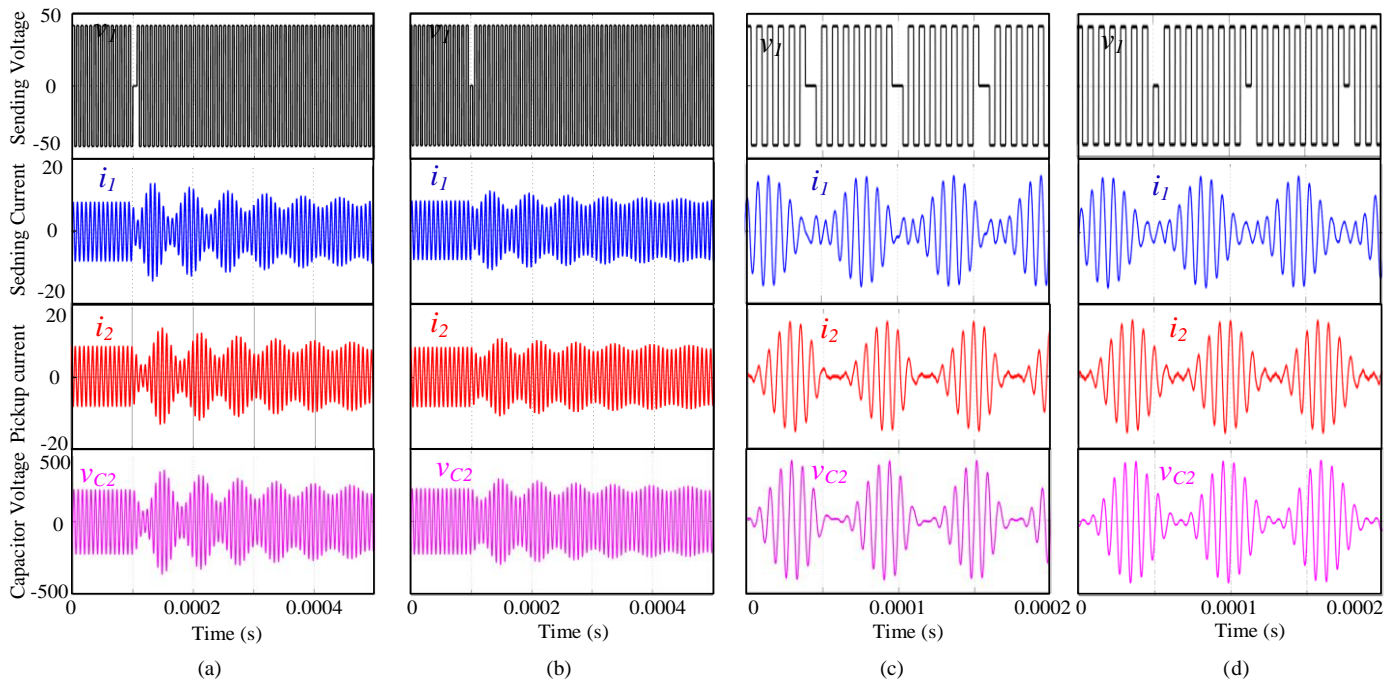 50
0
-50
Sending Voltage
v1
v1
v1
v1
20
0
-20
Sedning Current
i1
i1
i1
i1
20
0
-20
Pickup current
i2
i2
i2
i2
500
0
-500
Capacitor Voltage
vC2
vC2
vC2
vC2
0 0.0002 0.0004
0 0.0002 0.0004
0 0.0001 0.0002
0 0.0001 0.0002
Time (s)
Time (s)
Time (s)
Time (s)
(a)
(b)
(c)
(d)